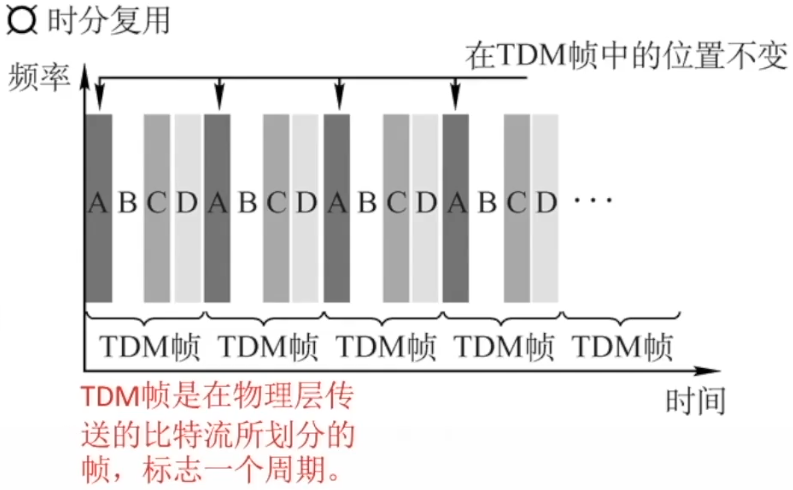 ¤ 时分复用
在TDM帧中的位置不变
频率
A B C D A B C D A B C D A B C D ···
TDM帧 TDM帧 TDM帧 TDM帧 TDM帧
时间
TDM帧是在物理层传
送的比特流所划分的
帧，标志一个周期。